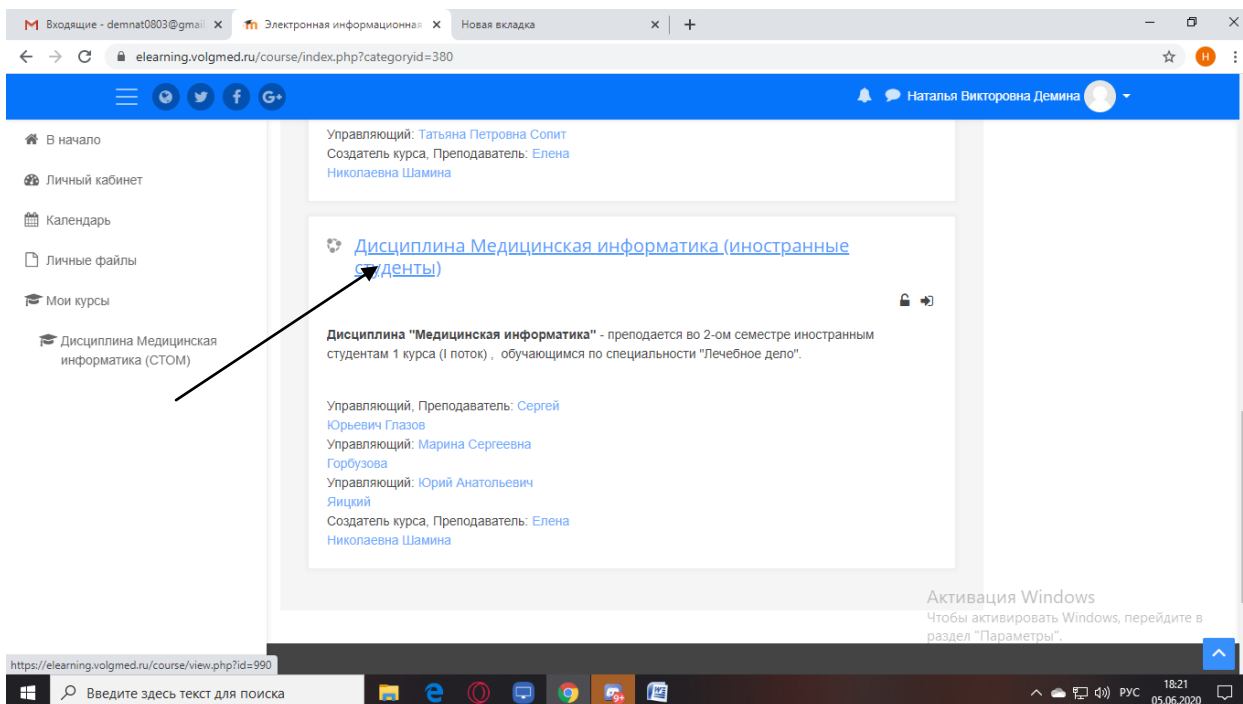 Входящие - demnat0803@gmail
Электронная информационная
Новая вкладка
elearning.volgmed.ru/course/index.php?categoryid=380
Н
G+
Наталья Викторовна Демина
В начало
Личный кабинет
Календарь
Личные файлы
Мои курсы
Дисциплина Медицинская
информатика (СТОМ)
Управляющий: Татьяна Петровна Сопит
Создатель курса, Преподаватель: Елена
Николаевна Шамина
Дисциплина Медицинская информатика (иностранные
студенты)
Дисциплина "Медицинская информатика" - преподается во 2-ом семестре иностранным
студентам 1 курса (I поток) , обучающимся по специальности "Лечебное дело".
Управляющий, Преподаватель: Сергей
Юрьевич Глазов
Управляющий: Марина Сергеевна
Горбузова
Управляющий: Юрий Анатольевич
Яицкий
Создатель курса, Преподаватель: Елена
Николаевна Шамина
Активация Windows
Чтобы активировать Windows, перейдите в
раздел "Параметры".
https://elearning.volgmed.ru/course/view.php?id=990
Введите здесь текст для поиска
9+
РУС
18:21
05.06.2020